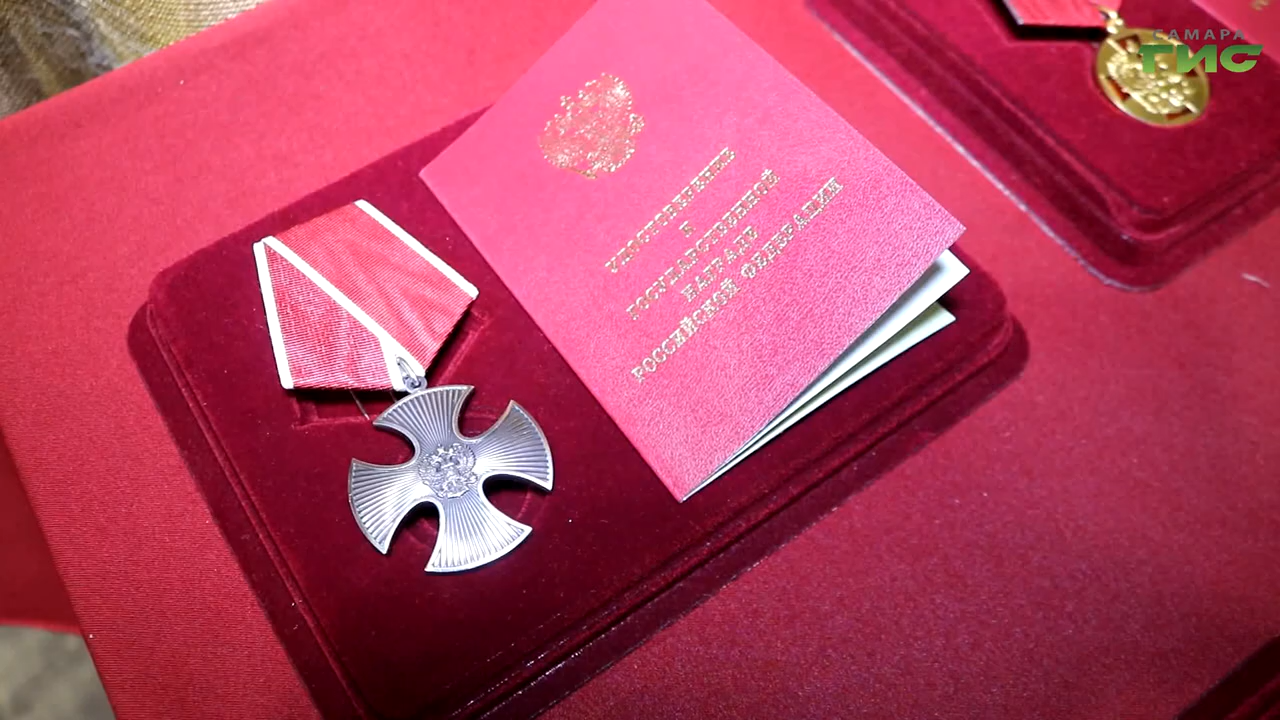 САМАРА
ГИС
УДОСТОВЕРЕНИЕ
К
ГОСУДАРСТВЕННОЙ
НАГРАДЕ
РОССИЙСКОЙ ФЕДЕРАЦИИ